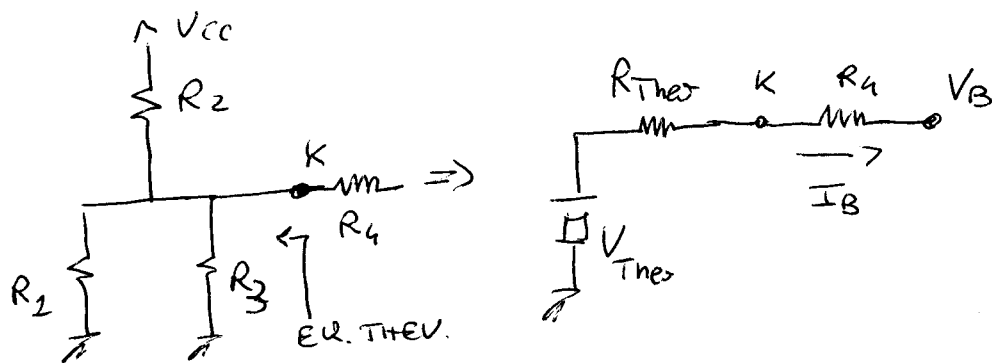 Vcc
R2
K
R4
=>
R1
R3
EQ. THEV.
RThev
K
R4
VB
IB
VThev